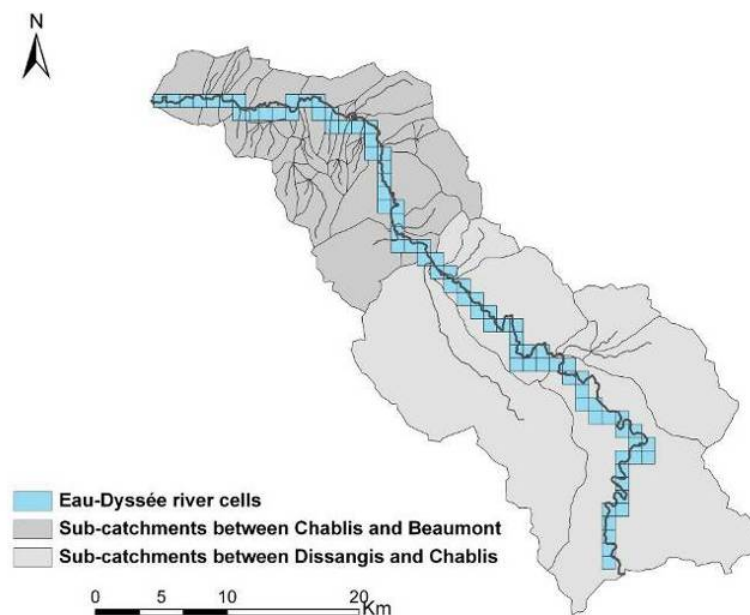 N
Eau-Dyssée river cells
Sub-catchments between Chablis and Beaumont
Sub-catchments between Dissangis and Chablis
0 5 10 20
Km